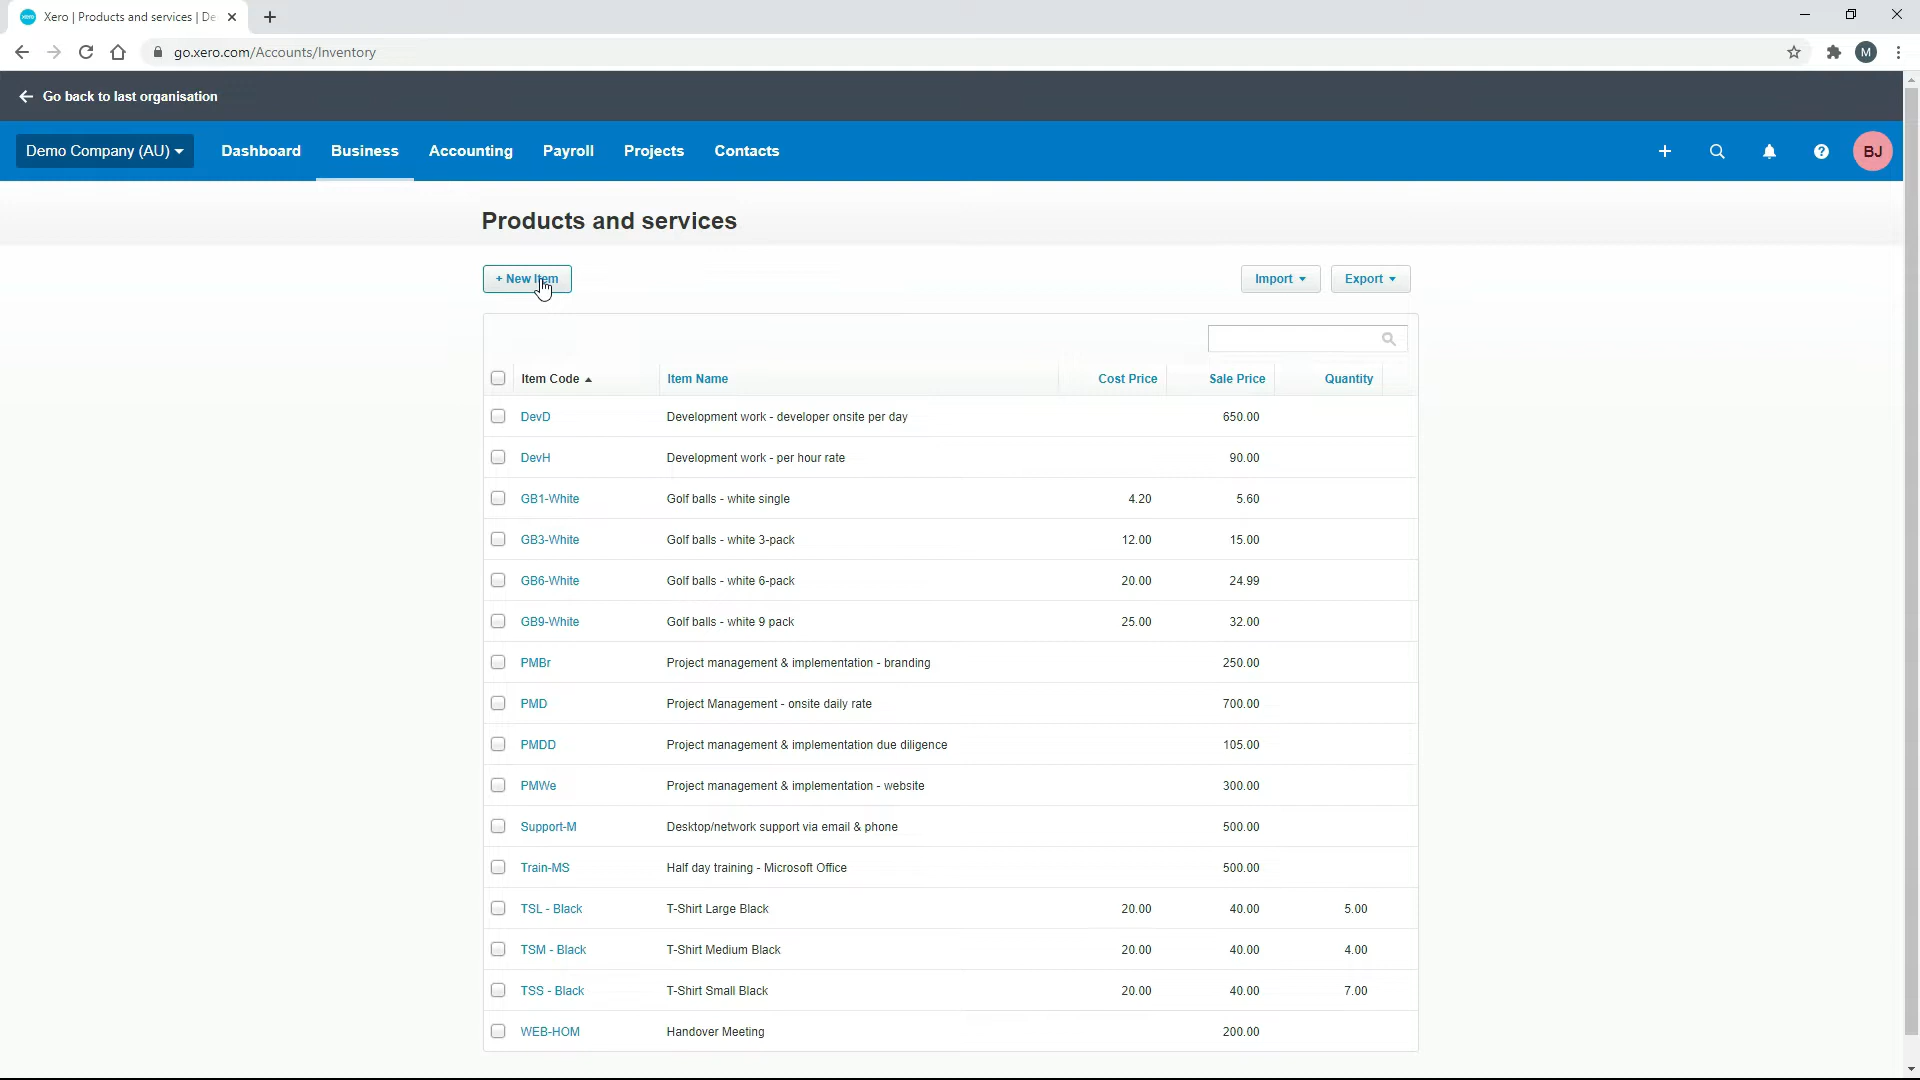 Xero | Products and services | De
go.xero.com/Accounts/Inventory
M
Go back to last organisation
Demo Company (AU) Dashboard Business Accounting Payroll Projects Contacts BJ
Products and services
+ New Item Import Export
Item Code Item Name Cost Price Sale Price Quantity
DevD Development work - developer onsite per day 650.00
DevH Development work - per hour rate 90.00
GB1-White Golf balls - white single 4.20 5.60
GB3-White Golf balls - white 3-pack 12.00 15.00
GB6-White Golf balls - white 6-pack 20.00 24.99
GB9-White Golf balls - white 9 pack 25.00 32.00
PMBr Project management & implementation - branding 250.00
PMD Project Management - onsite daily rate 700.00
PMDD Project management & implementation due diligence 105.00
PMWe Project management & implementation - website 300.00
Support-M Desktop/network support via email & phone 500.00
Train-MS Half day training - Microsoft Office 500.00
TSL - Black T-Shirt Large Black 20.00 40.00 5.00
TSM - Black T-Shirt Medium Black 20.00 40.00 4.00
TSS - Black T-Shirt Small Black 20.00 40.00 7.00
WEB-HOM Handover Meeting 200.00